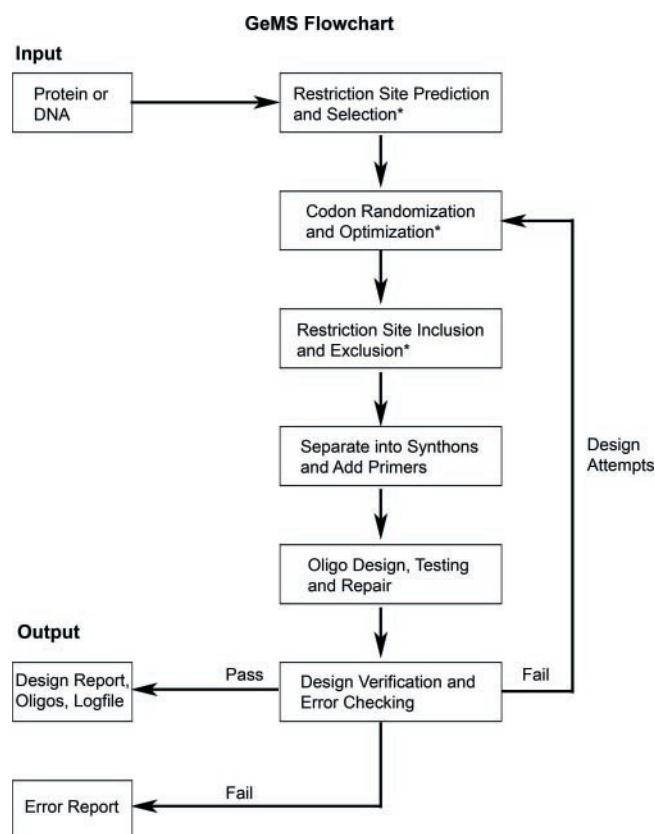 GeMS Flowchart
Input
Protein or
DNA
Restriction Site Prediction
and Selection*
Codon Randomization
and Optimization*
Restriction Site Inclusion
and Exclusion*
Separate into Synthons
and Add Primers
Design
Attempts
Oligo Design, Testing
and Repair
Output
Design Report,
Oligos, Logfile
Pass
Design Verification and
Error Checking
Fail
Error Report
Fail